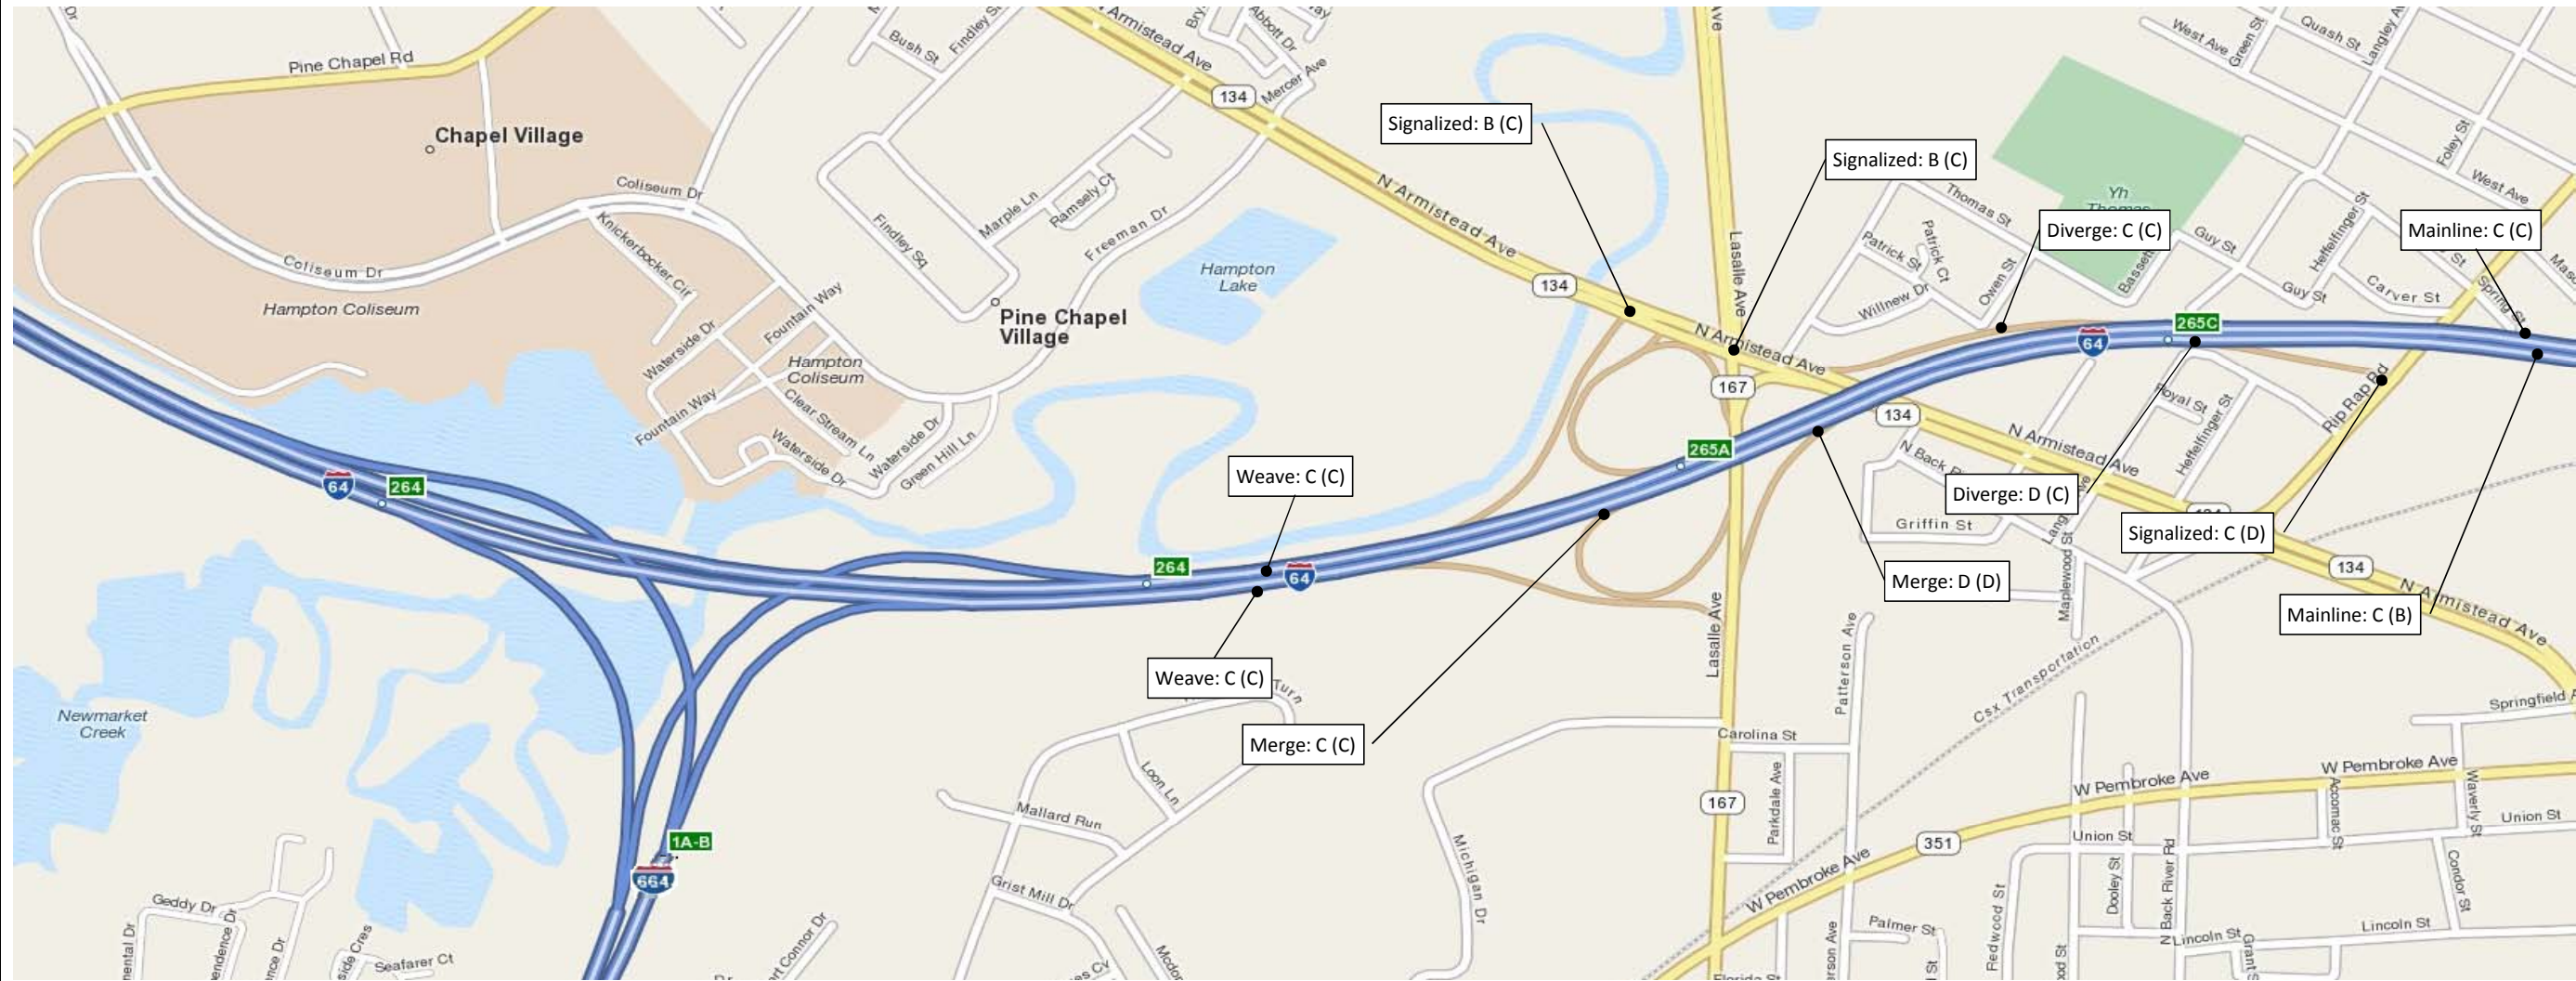 Pine Chapel Rd
Bush St
Findley St
N Armistead Ave
Abbott Dr
Mercer Ave
134
West Ave
Green St
Quash St
Chapel Village
Signalized: B (C)
Signalized: B (C)
Foley St
West Ave
Coliseum Dr
Marple Ln
Ramsely Ct
N Armistead Ave
Thomas St
Yh
Knickerbocker Cir
Findley Sq
Freeman Dr
Lasalle Ave
Patrick St
Patrick Ct
Diverge: C (C)
Guy St
Heffelfinger St
Mainline: C (C)
Coliseum Dr
Hampton Coliseum
Hampton
Lake
134
Owen St
Guy St
Carver St
Spring St
Willnew Dr
Fountain Way
Waterside Dr
Pine Chapel
Village
N Armistead Ave
64
265C
Hampton
Coliseum
167
Rip Rap Rd
Royal St
Heffelfinger St
Clear Stream Ln
Fountain Way
Waterside Dr
Waterside Dr
Green Hill Ln
134
N Armistead Ave
265A
64
264
Weave: C (C)
Diverge: D (C)
Griffin St
Signalized: C (D)
264
64
134
Merge: D (D)
Maplewood St
N Armistead Ave
Mainline: C (B)
Lasalle Ave
Patterson Ave
Csx Transportation
Weave: C (C)
Turn
Newmarket
Creek
Merge: C (C)
Carolina St
Loon Ln
Parkdale Ave
W Pembroke Ave
W Pembroke Ave
Mallard Run
167
Accomac St
Waverly St
Union St
Union St
1A-B
664
351
Michigan Dr
W Pembroke Ave
Dooley St
N Back River Rd
Condor St
Grist Mill Dr
Redwood St
Geddy Dr
Palmer St
Lincoln St
Lincoln St
Seafarer Ct